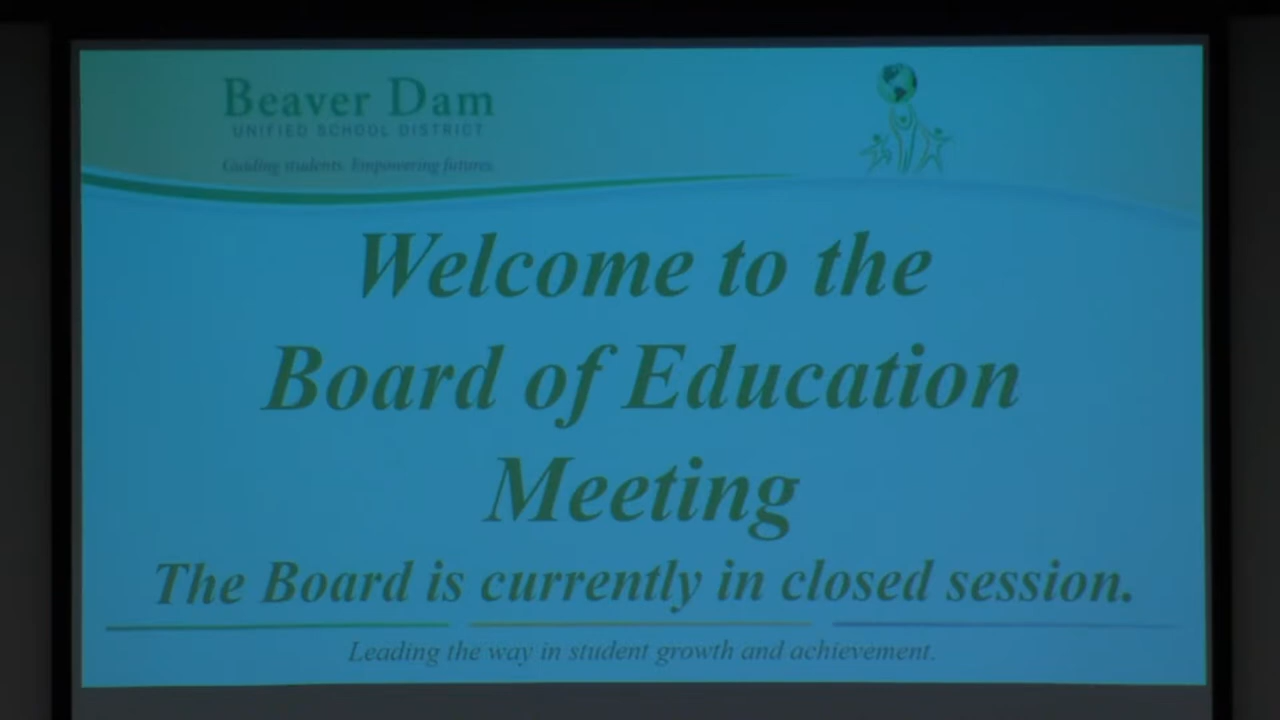 Beaver Dam
UNIFIED SCHOOL DISTRICT
Guiding students. Empowering futures.
Welcome to the
Board of Education
Meeting
The Board is currently in closed session.
Leading the way in student growth and achievement.